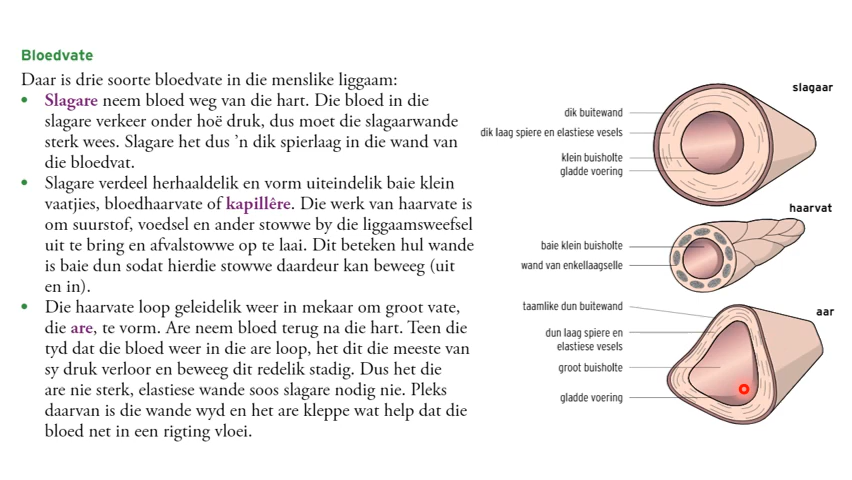 Bloedvate
Daar is drie soorte bloedvate in die menslike liggaam:
• Slagare neem bloed weg van die hart. Die bloed in die
slagare verkeer onder hoë druk, dus moet die slagaarwande
sterk wees. Slagare het dus 'n dik spierlaag in die wand van
die bloedvat.
• Slagare verdeel herhaaldelik en vorm uiteindelik baie klein
vaatjies, bloedhaarvate of kapillêre. Die werk van haarvate is
om suurstof, voedsel en ander stowwe by die liggaamsweefsel
uit te bring en afvalstowwe op te laai. Dit beteken hul wande
is baie dun sodat hierdie stowwe daardeur kan beweeg (uit
en in).
• Die haarvate loop geleidelik weer in mekaar om groot vate,
die are, te vorm. Are neem bloed terug na die hart. Teen die
tyd dat die bloed weer in die are loop, het dit die meeste van
sy druk verloor en beweeg dit redelik stadig. Dus het die
are nie sterk, elastiese wande soos slagare nodig nie. Pleks
daarvan is die wande wyd en het are kleppe wat help dat die
bloed net in een rigting vloei.
slagaar
dik buitewand
dik laag spiere en elastiese vesels
klein buisholte
gladde voering
haarvat
baie klein buisholte
wand van enkellaagselle
aar
taamlike dun buitewand
dun laag spiere en
elastiese vesels
groot buisholte
gladde voering